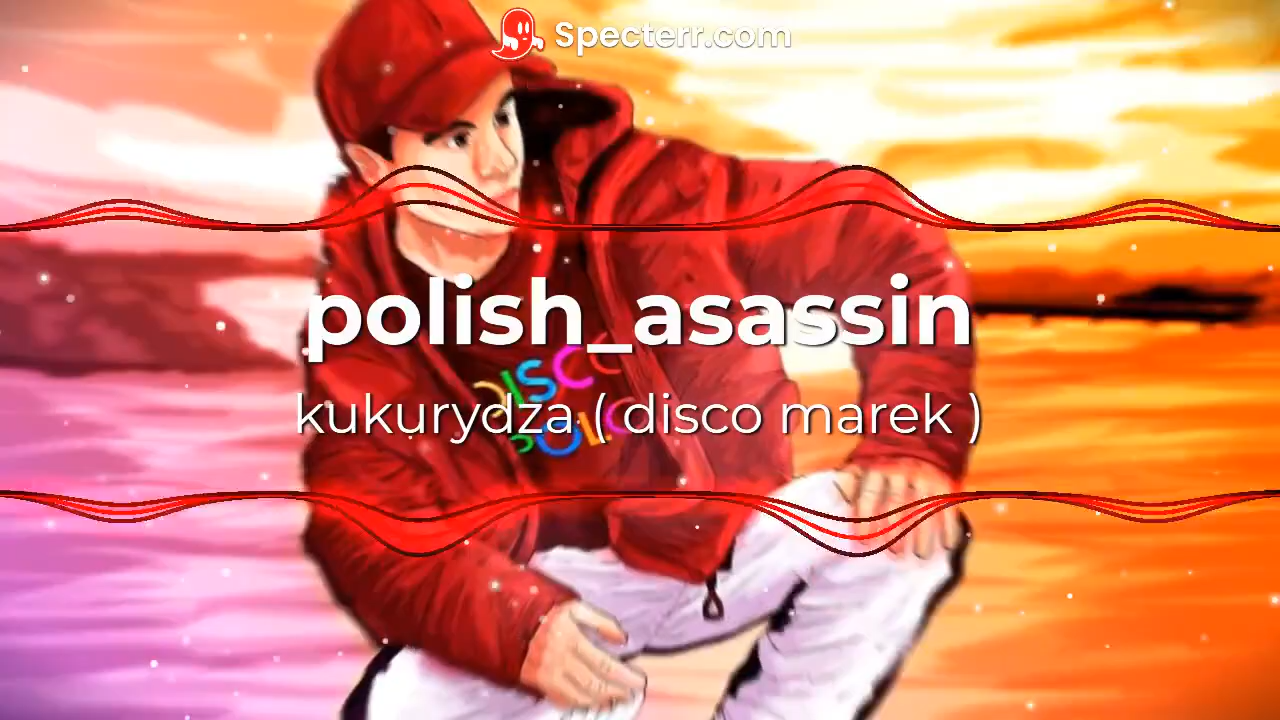 Specterr.com
polish_asassin
kukurydza ( disco marek )
DISCO
POLO